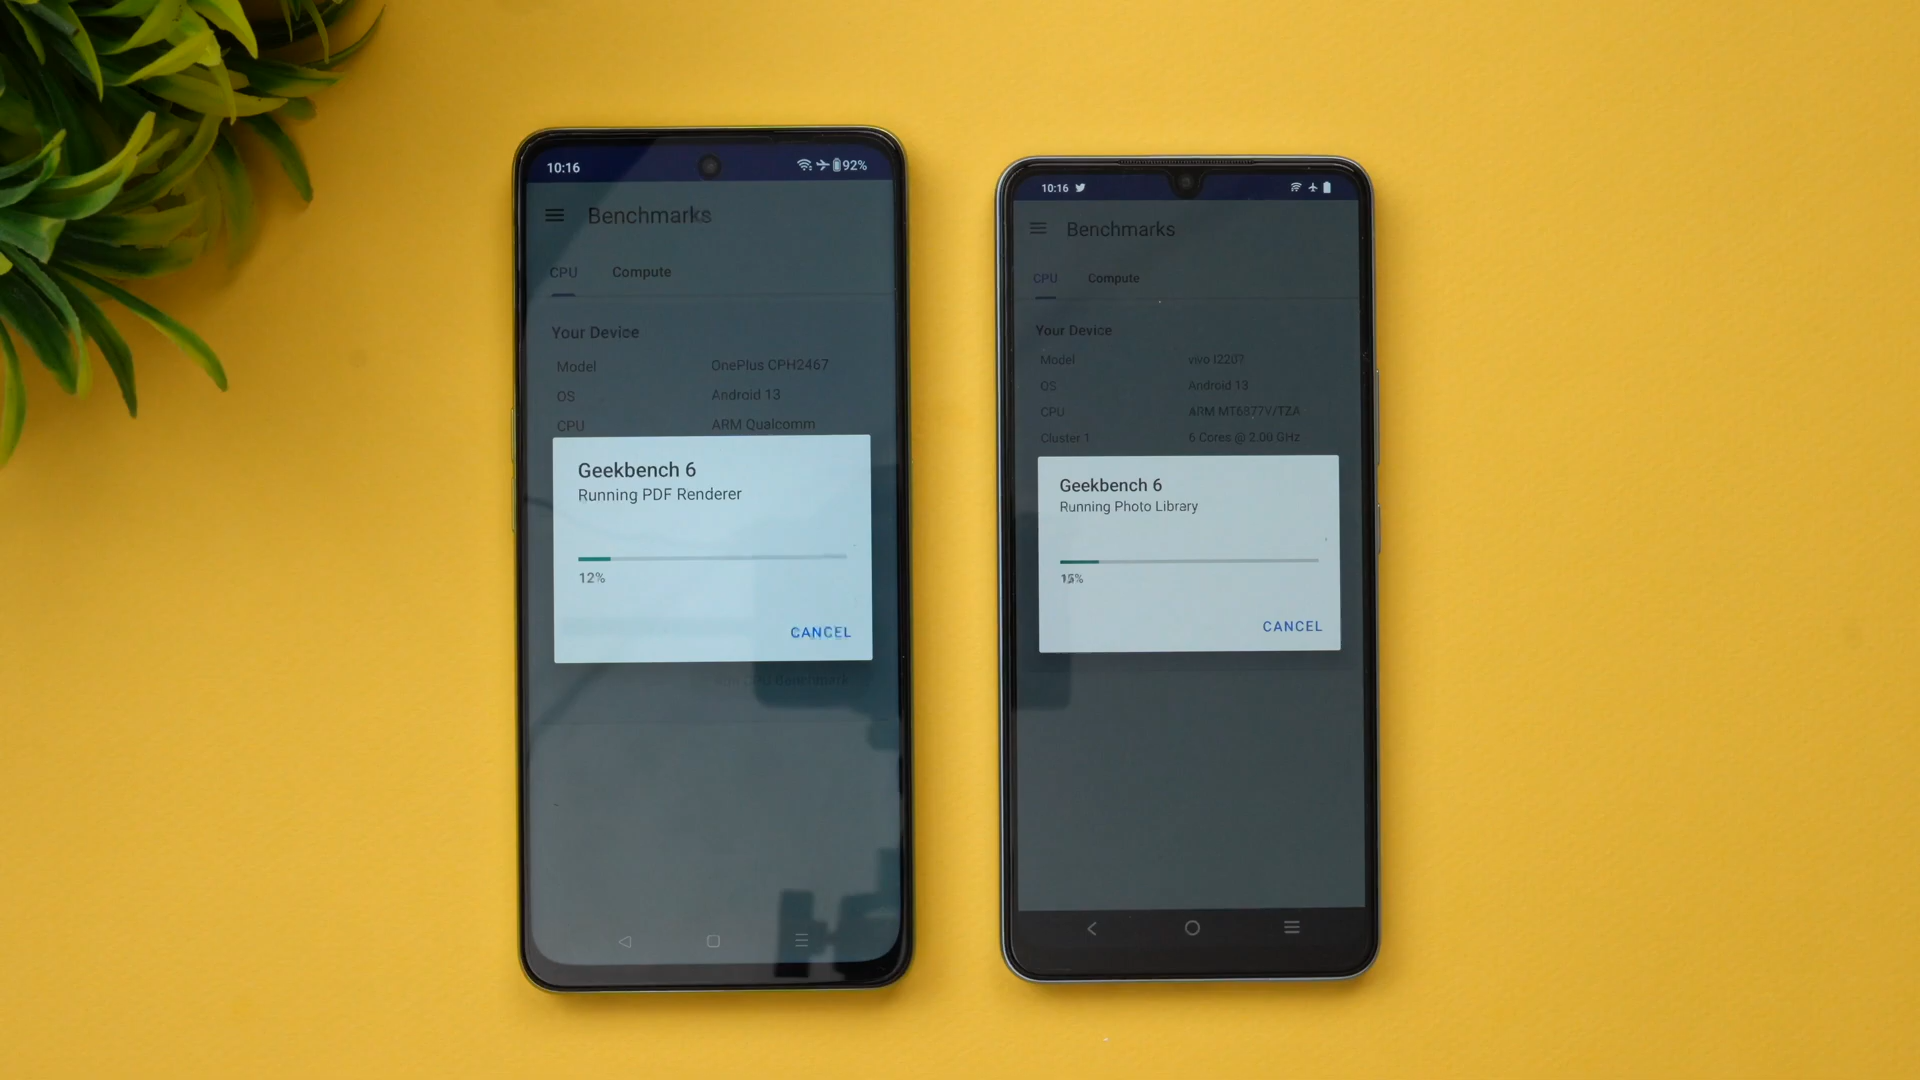 10:16
92%
Benchmarks
CPU Compute
Your Device
Model OnePlus CPH2467
OS Android 13
CPU ARM Qualcomm
Geekbench 6
Running PDF Renderer
12%
CANCEL
10:16
Benchmarks
CPU Compute
Your Device
Model vivo I2207
OS Android 13
CPU ARM MT6877V/TZA
Cluster 1 6 Cores @ 2.00 GHz
Geekbench 6
Running Photo Library
CANCEL